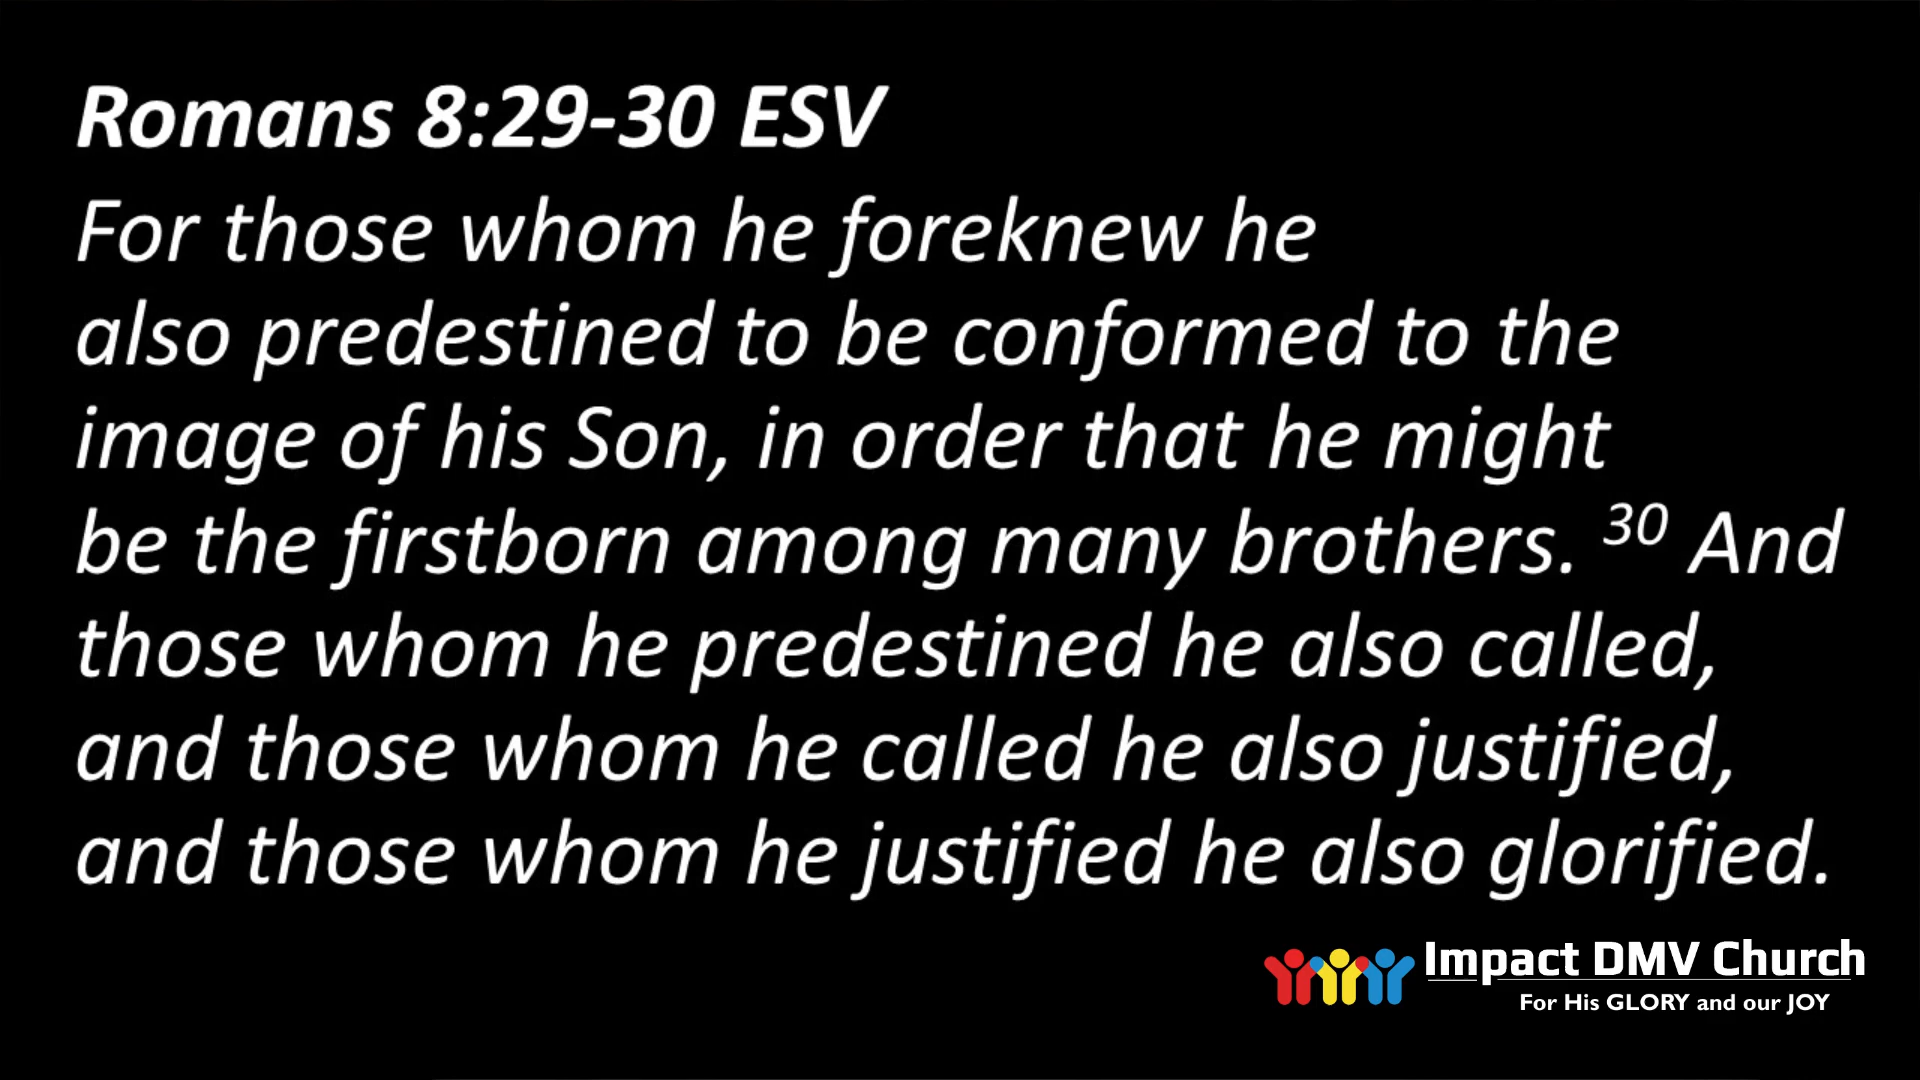 Romans 8:29-30 ESV
For those whom he foreknew he
also predestined to be conformed to the
image of his Son, in order that he might
be the firstborn among many brothers. 30 And
those whom he predestined he also called,
and those whom he called he also justified,
and those whom he justified he also glorified.
Impact DMV Church
For His GLORY and our JOY